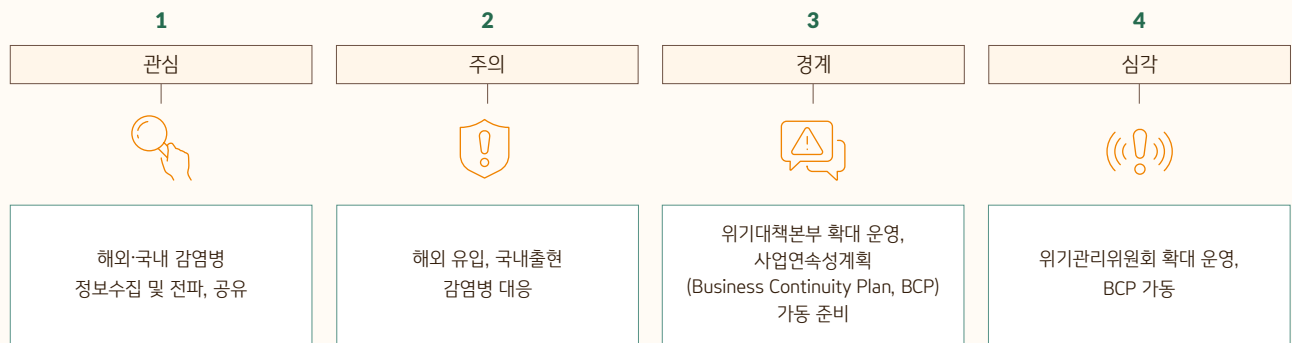 1
관심
해외·국내 감염병
정보수집 및 전파, 공유
2
주의
해외 유입, 국내출현
감염병 대응
3
경계
위기대책본부 확대 운영,
사업연속성계획
(Business Continuity Plan, BCP)
가동 준비
4
심각
위기관리위원회 확대 운영,
BCP 가동